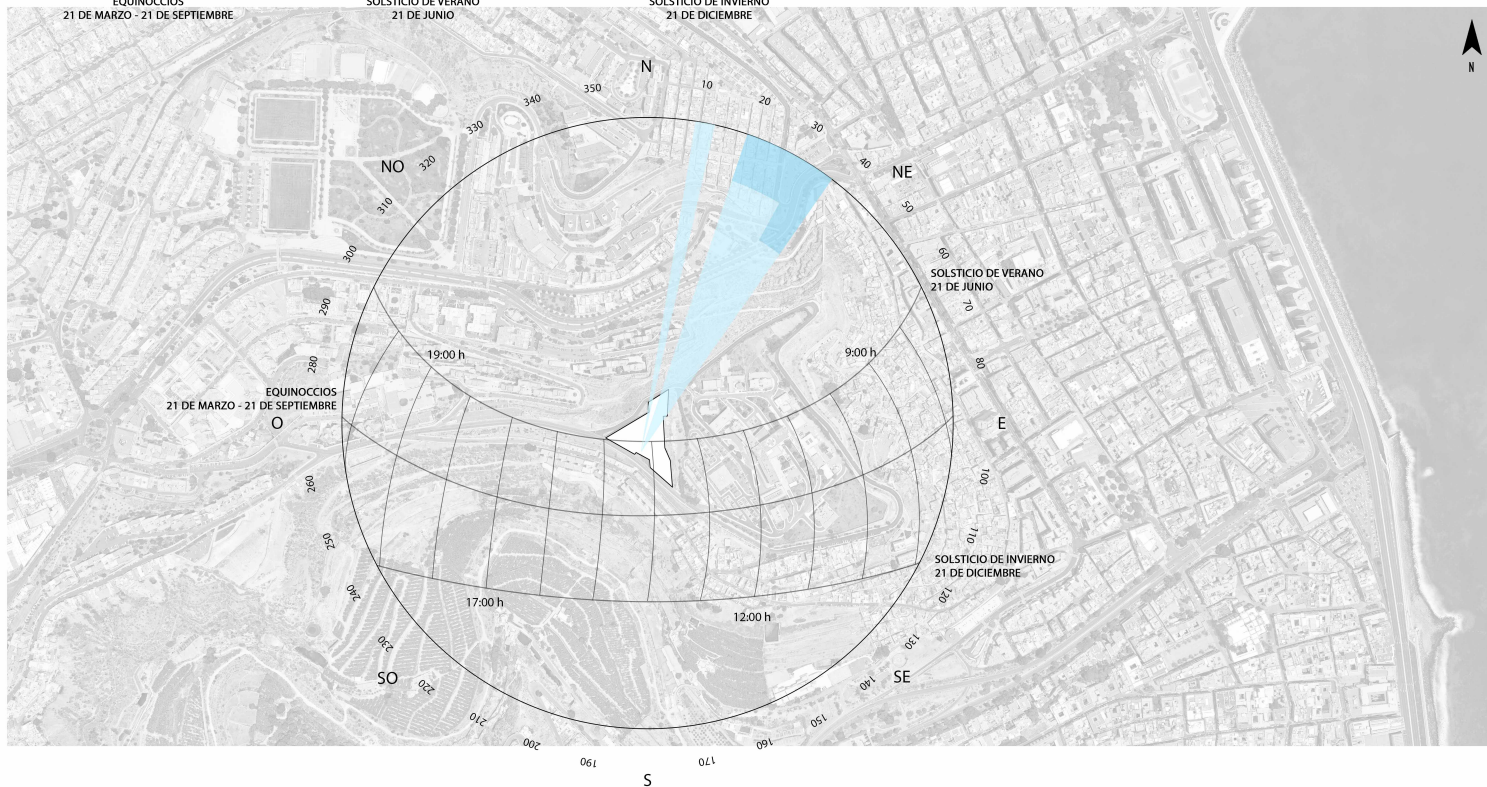 EQUINOCCIOS
21 DE MARZO - 21 DE SEPTIEMBRE
SOLSTICIO DE VERANO
21 DE JUNIO
SOLSTICIO DE INVIERNO
21 DE DICIEMBRE
N
N
10
20
30
40
NE
50
60
SOLSTICIO DE VERANO
21 DE JUNIO
70
80
E
100
110
SOLSTICIO DE INVIERNO
21 DE DICIEMBRE
120
130
SE
140
150
160
170
S
190
200
210
220
SO
230
240
250
260
O
EQUINOCCIOS
21 DE MARZO - 21 DE SEPTIEMBRE
280
290
300
310
NO
320
330
340
350
19:00 h
9:00 h
17:00 h
12:00 h